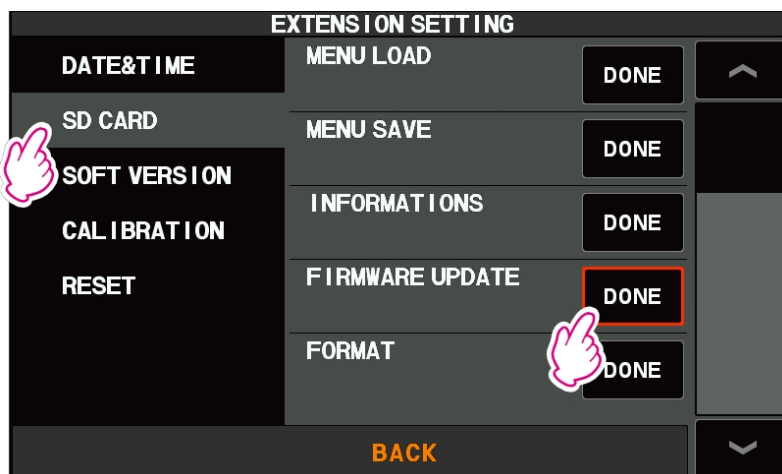 EXTENSION SETTING
DATE&TIME
SD CARD
SOFT VERSION
CALIBRATION
RESET
MENU LOAD
DONE
MENU SAVE
DONE
INFORMATIONS
DONE
FIRMWARE UPDATE
DONE
FORMAT
DONE
BACK